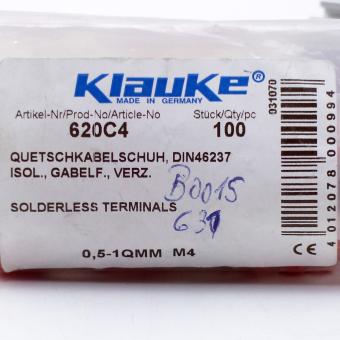 Klauke®
MADE IN GERMANY
Artikel-Nr/Prod-No/Article-No Stück/Qty/pc
620C4 100
QUETSCHKABELSCHUH, DIN46237
ISOL., GABELF., VERZ.
B0015
SOLDERLESS TERMINALS
631
0,5-1QMM M4
031070
4 012078 000994
CE